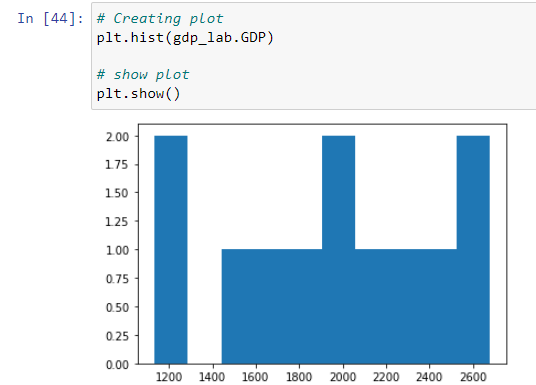 In [44]: # Creating plot
plt.hist(gdp_lab.GDP)
# show plot
plt.show()
2.00
1.75
1.50
1.25
1.00
0.75
0.50
0.25
0.00
1200 1400 1600 1800 2000 2200 2400 2600